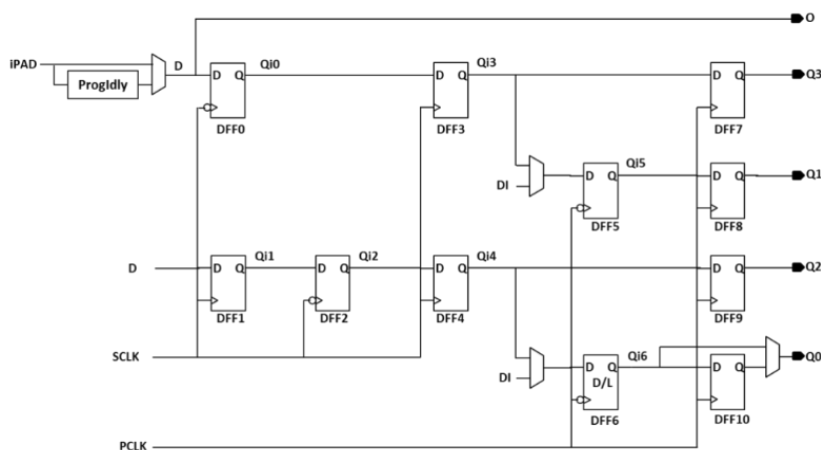 O
iPAD
D
Progldly
D Q
Qi0
DFF0
D Q
Qi3
DFF3
D Q
Q3
DFF7
DI
D Q
Qi5
DFF5
D Q
Q1
DFF8
D
D Q
Qi1
DFF1
D Q
Qi2
DFF2
D Q
Qi4
DFF4
D Q
Q2
DFF9
SCLK
DI
D Q
D/L
Qi6
DFF6
D Q
Q0
DFF10
PCLK